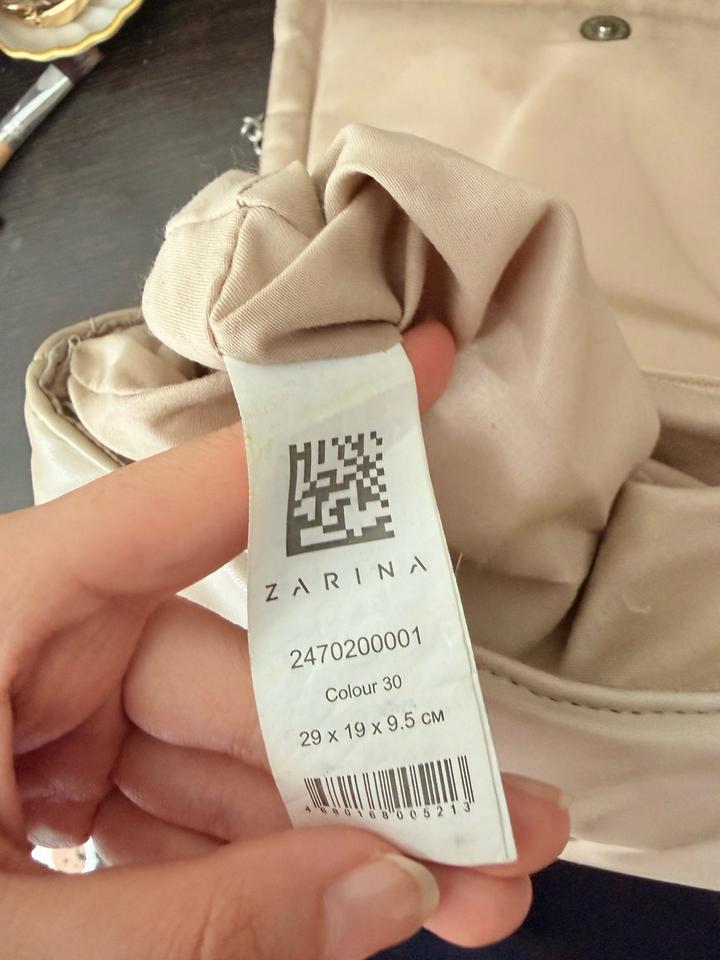 ZARINA
2470200001
Colour 30
29 x 19 x 9.5 см